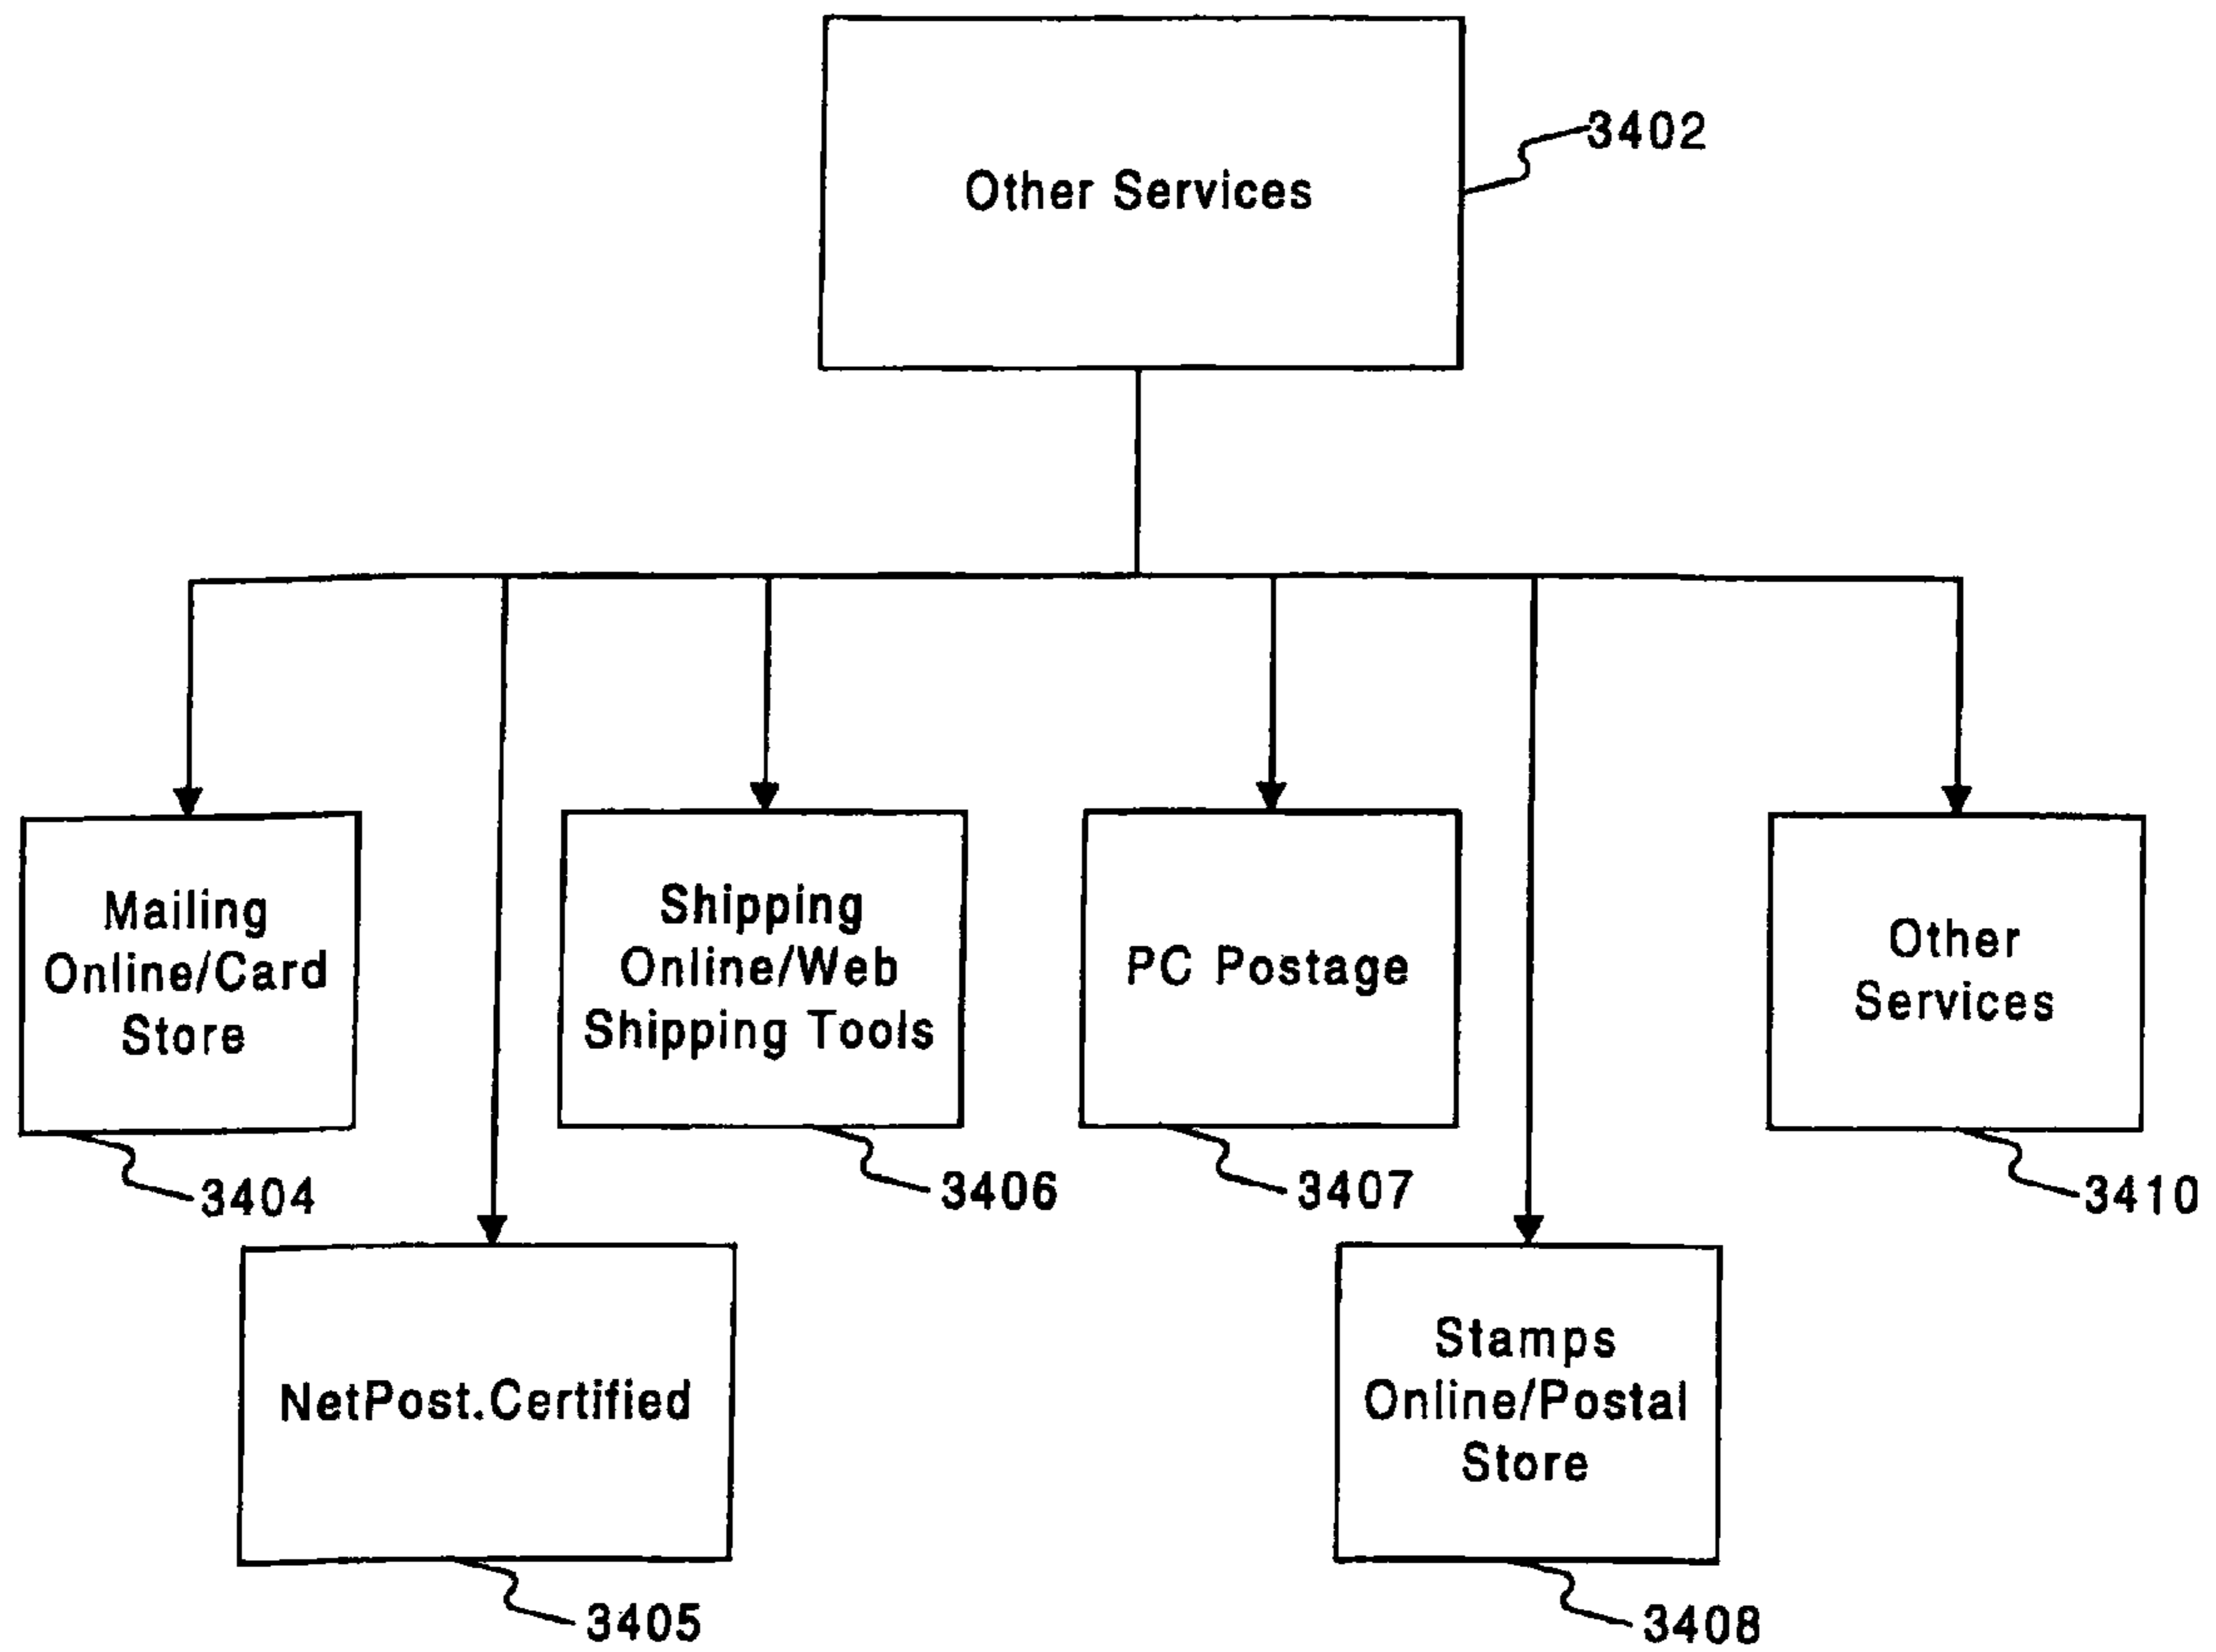 Other Services
3402
Mailing
Online/Card
Store
3404
Shipping
Online/Web
Shipping Tools
3406
PC Postage
3407
Other
Services
3410
NetPost.Certified
3405
Stamps
Online/Postal
Store
3408